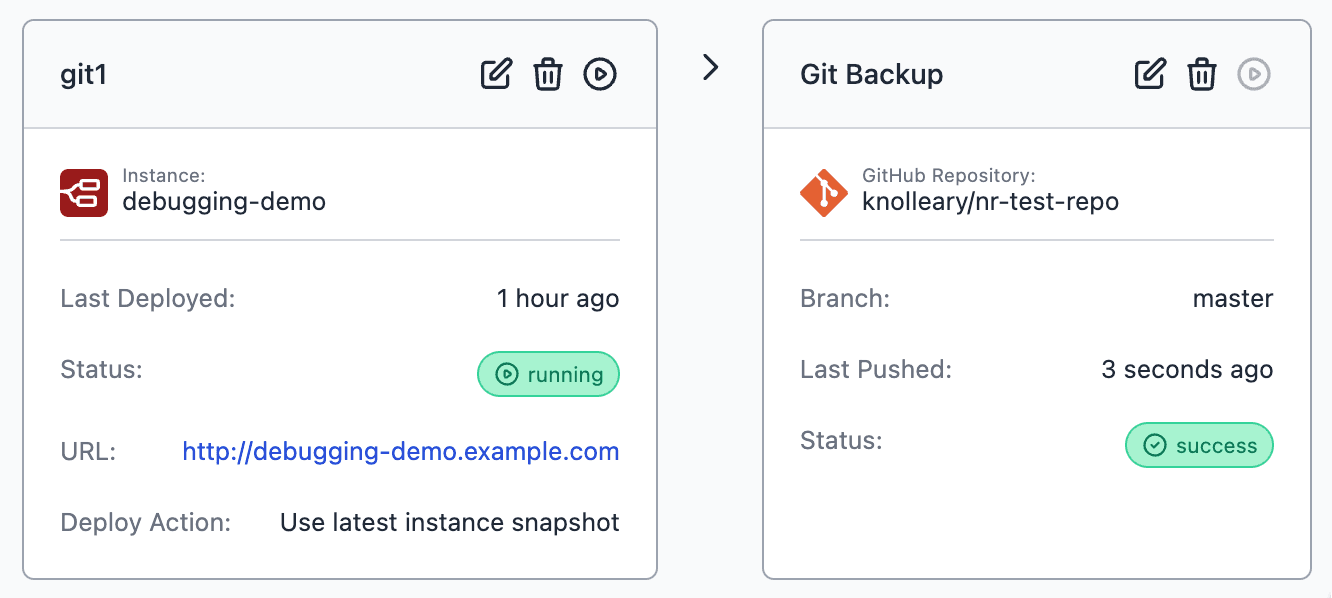 git1
Instance:
debugging-demo
Last Deployed: 1 hour ago
Status: running
URL: http://debugging-demo.example.com
Deploy Action: Use latest instance snapshot
Git Backup
GitHub Repository:
knolleary/nr-test-repo
Branch: master
Last Pushed: 3 seconds ago
Status: success